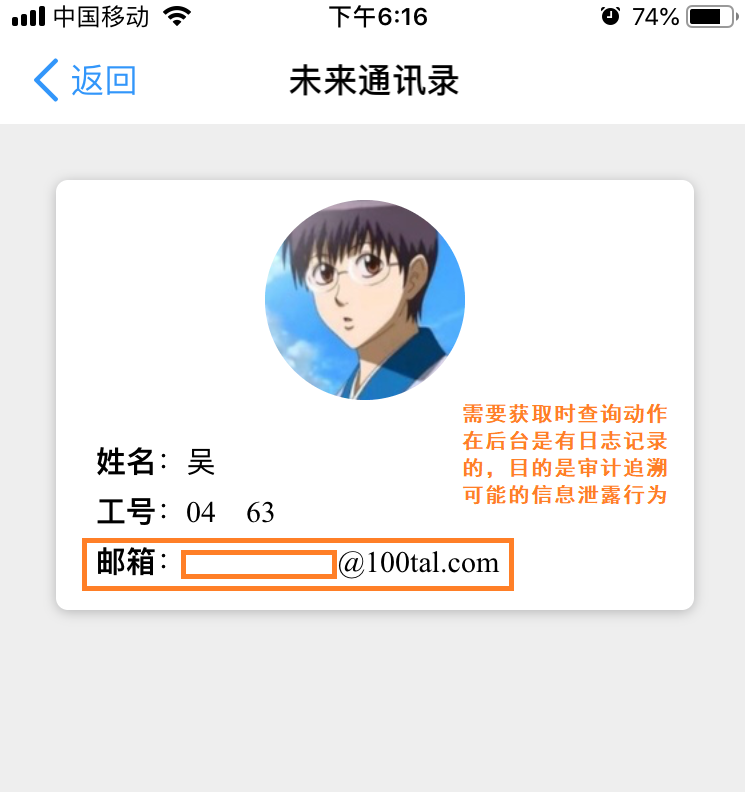 中国移动 下午6:16 74%
返回 未来通讯录
需要获取时查询动作
在后台是有日志记录
的，目的是审计追溯
可能的信息泄露行为
姓名：吴
工号：04 63
邮箱： @100tal.com